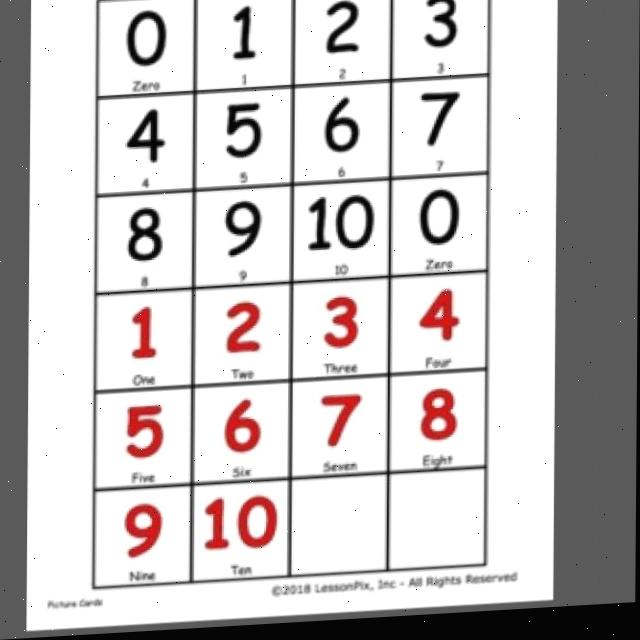 0 1 2 3
Zero 1 2 3
4 5 6 7
4 5 6 7
8 9 10 0
8 9 10 Zero
1 2 3 4
One Two Three Four
5 6 7 8
Five Six Seven Eight
9 10
Nine Ten
©2018 LessonPix, Inc - All Rights Reserved
Picture Cards